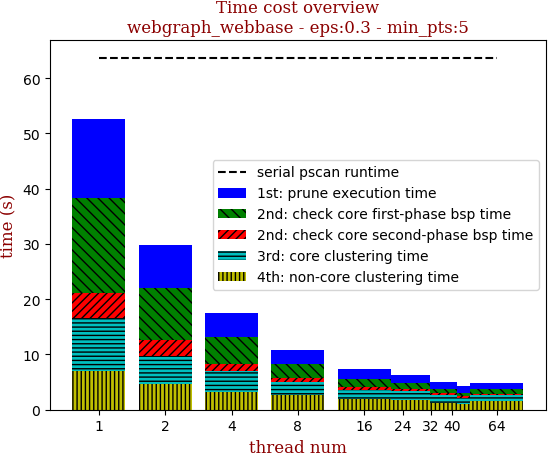 Time cost overview
webgraph_webbase - eps:0.3 - min_pts:5
time (s)
60
50
40
30
20
10
0
serial pscan runtime
1st: prune execution time
2nd: check core first-phase bsp time
2nd: check core second-phase bsp time
3rd: core clustering time
4th: non-core clustering time
1 2 4 8 16 24 32 40 64
thread num